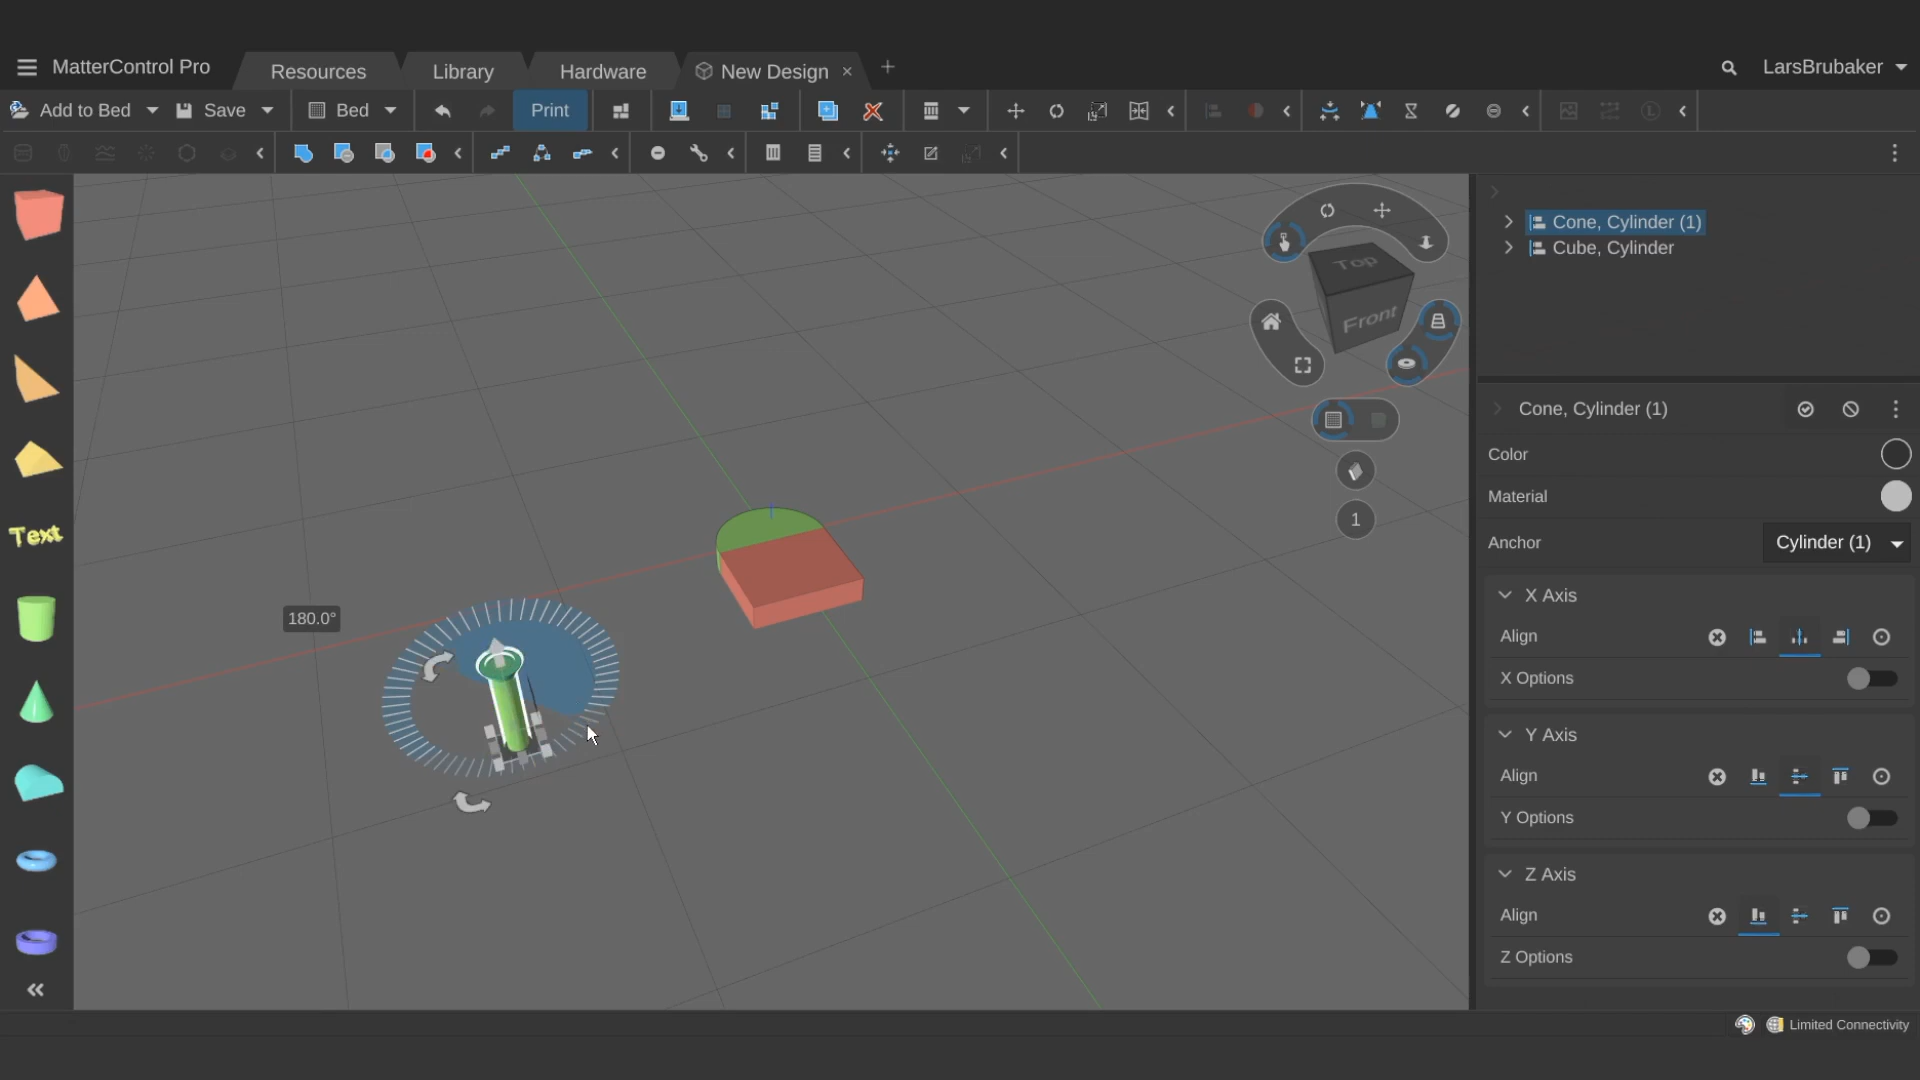 MatterControl Pro
Resources
Library
Hardware
New Design
LarsBrubaker
Add to Bed
Save
Bed
Print
Cone, Cylinder (1)
Cube, Cylinder
Top
Front
Text
1
180.0°
Cone, Cylinder (1)
Color
Material
Anchor
Cylinder (1)
X Axis
Align
X Options
Y Axis
Align
Y Options
Z Axis
Align
Z Options
Limited Connectivity